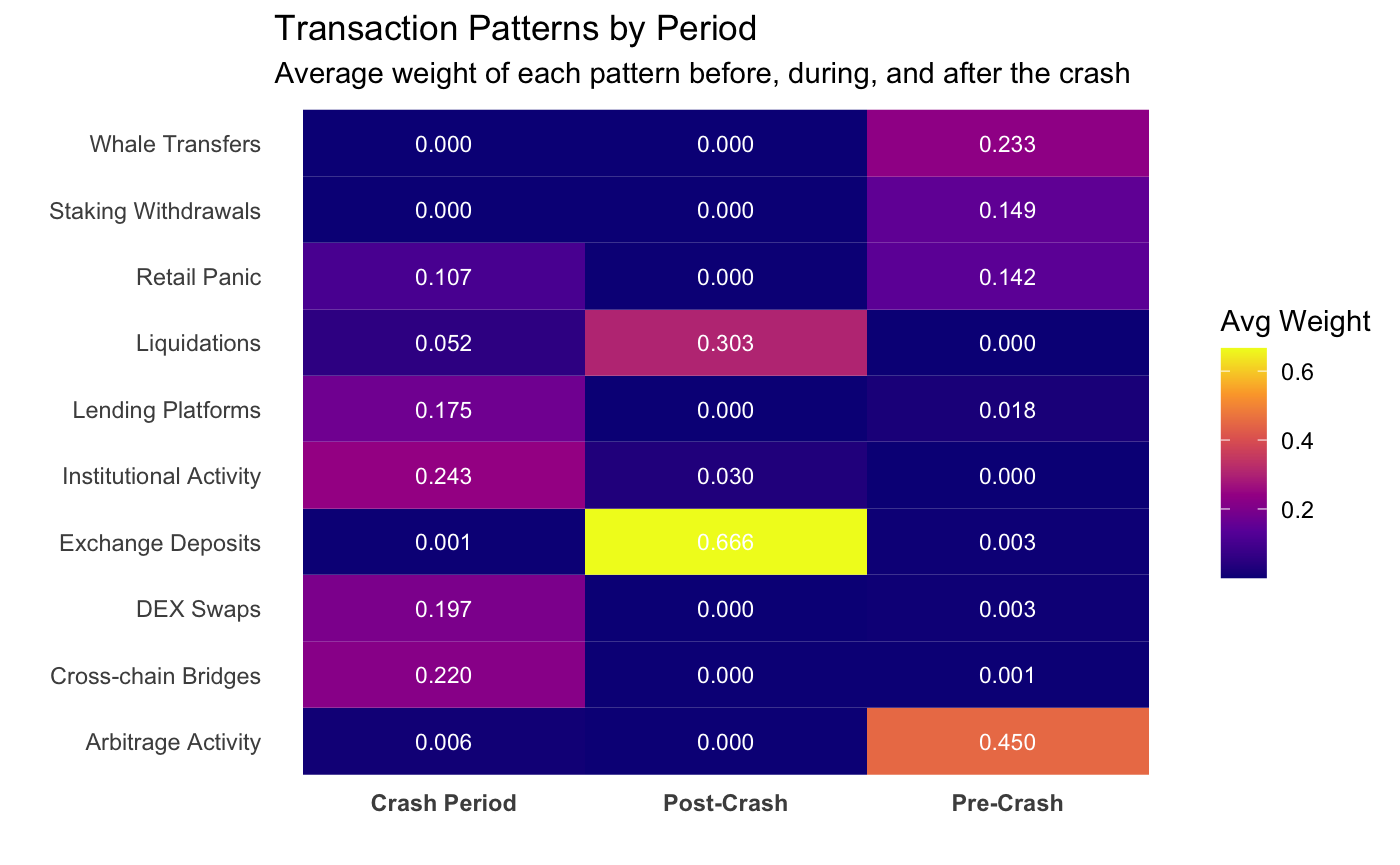 Transaction Patterns by Period
Average weight of each pattern before, during, and after the crash
Whale Transfers 0.000 0.000 0.233
Staking Withdrawals 0.000 0.000 0.149
Retail Panic 0.107 0.000 0.142
Liquidations 0.052 0.303 0.000
Lending Platforms 0.175 0.000 0.018
Institutional Activity 0.243 0.030 0.000
Exchange Deposits 0.001 0.666 0.003
DEX Swaps 0.197 0.000 0.003
Cross-chain Bridges 0.220 0.000 0.001
Arbitrage Activity 0.006 0.000 0.450
Crash Period Post-Crash Pre-Crash
Avg Weight
0.6
0.4
0.2